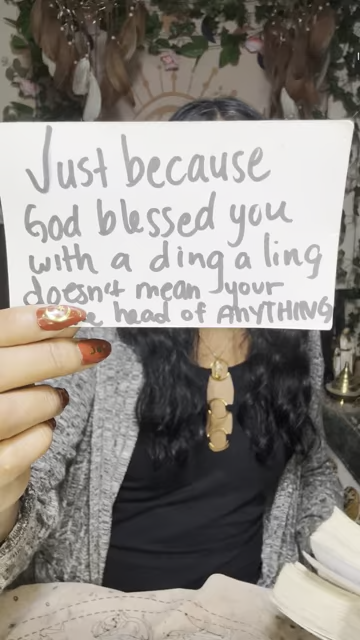 Just because
God blessed you
with a ding a ling
doesn't mean your
head of ANYTHING